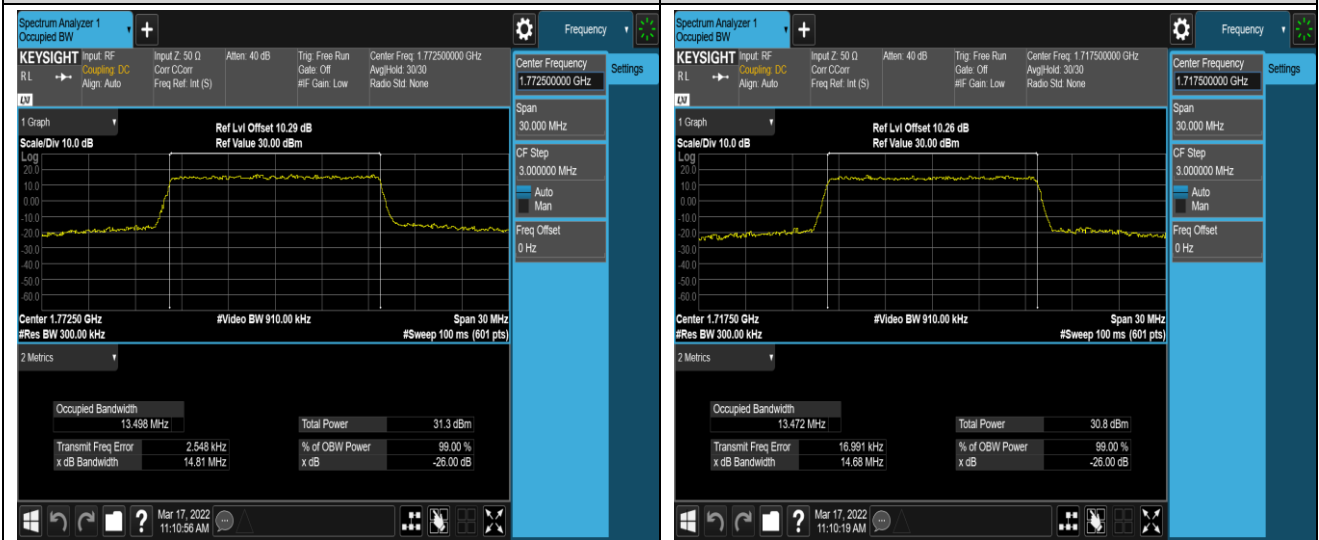 Spectrum Analyzer 1
Occupied BW
+
Frequency
KEYSIGHT
Input: RF
Coupling: DC
Align: Auto
Input Z: 50 Ω
Corr CCorr
Freq Ref: Int (S)
Atten: 40 dB
Trig: Free Run
Gate: Off
#IF Gain: Low
Center Freq: 1.772500000 GHz
Avg|Hold: 30/30
Radio Std: None
RL
LXI
Center Frequency
1.772500000 GHz
Settings
Span
30.000 MHz
CF Step
3.000000 MHz
Auto
Man
Freq Offset
0 Hz
1 Graph
Ref Lvl Offset 10.29 dB
Scale/Div 10.0 dB
Ref Value 30.00 dBm
Log
20.0
10.0
0.00
-10.0
-20.0
-30.0
-40.0
-50.0
-60.0
Center 1.77250 GHz
#Video BW 910.00 kHz
Span 30 MHz
#Res BW 300.00 kHz
#Sweep 100 ms (601 pts)
2 Metrics
Occupied Bandwidth
13.498 MHz
Total Power 31.3 dBm
Transmit Freq Error 2.548 kHz
% of OBW Power 99.00 %
x dB Bandwidth 14.81 MHz
x dB -26.00 dB
?
Mar 17, 2022
11:10:56 AM
Spectrum Analyzer 1
Occupied BW
+
Frequency
KEYSIGHT
Input: RF
Coupling: DC
Align: Auto
Input Z: 50 Ω
Corr CCorr
Freq Ref: Int (S)
Atten: 40 dB
Trig: Free Run
Gate: Off
#IF Gain: Low
Center Freq: 1.717500000 GHz
Avg|Hold: 30/30
Radio Std: None
RL
LXI
Center Frequency
1.717500000 GHz
Settings
Span
30.000 MHz
CF Step
3.000000 MHz
Auto
Man
Freq Offset
0 Hz
1 Graph
Ref Lvl Offset 10.26 dB
Scale/Div 10.0 dB
Ref Value 30.00 dBm
Log
20.0
10.0
0.00
-10.0
-20.0
-30.0
-40.0
-50.0
-60.0
Center 1.71750 GHz
#Video BW 910.00 kHz
Span 30 MHz
#Res BW 300.00 kHz
#Sweep 100 ms (601 pts)
2 Metrics
Occupied Bandwidth
13.472 MHz
Total Power 30.8 dBm
Transmit Freq Error 16.991 kHz
% of OBW Power 99.00 %
x dB Bandwidth 14.68 MHz
x dB -26.00 dB
?
Mar 17, 2022
11:10:19 AM